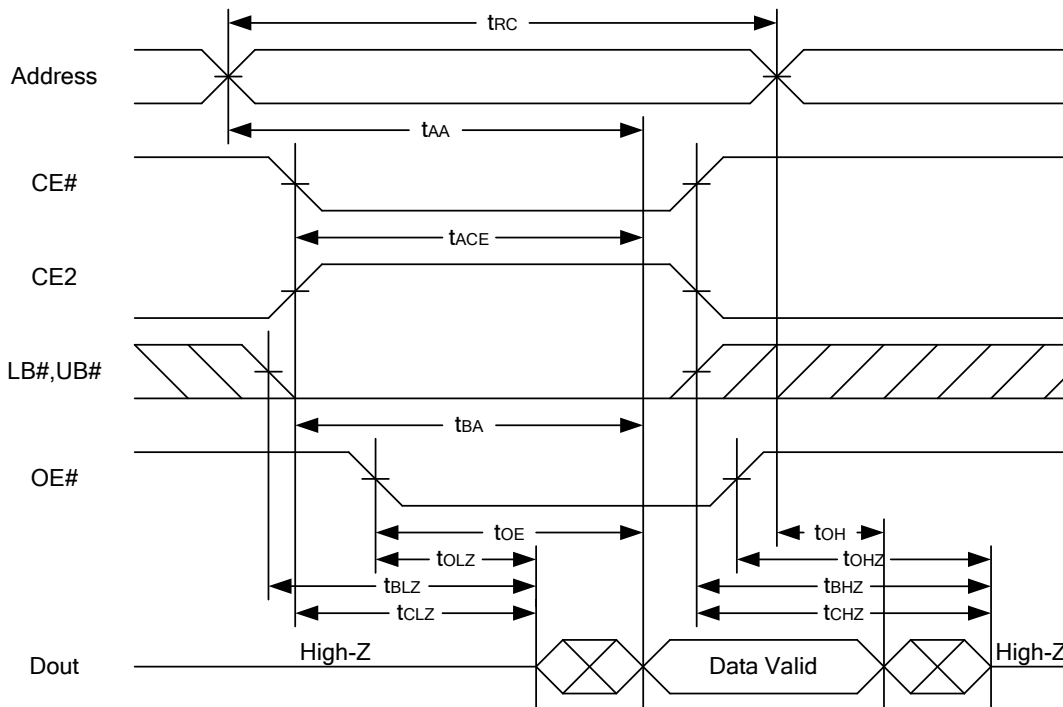 tRC
Address
tAA
CE#
tACE
CE2
LB#,UB#
tBA
OE#
tOE
tOH
tOLZ
tOHZ
tBLZ
tBHZ
tCLZ
tCHZ
Dout
High-Z
Data Valid
High-Z